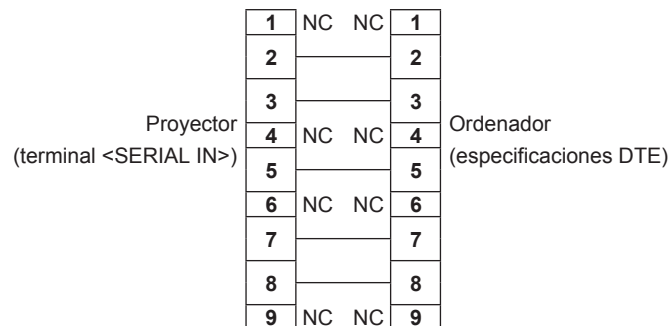 1 NC NC 1
2 2
3 3
Proyector
(terminal <SERIAL IN>)
4 NC NC 4
Ordenador
(especificaciones DTE)
5 5
6 NC NC 6
7 7
8 8
9 NC NC 9